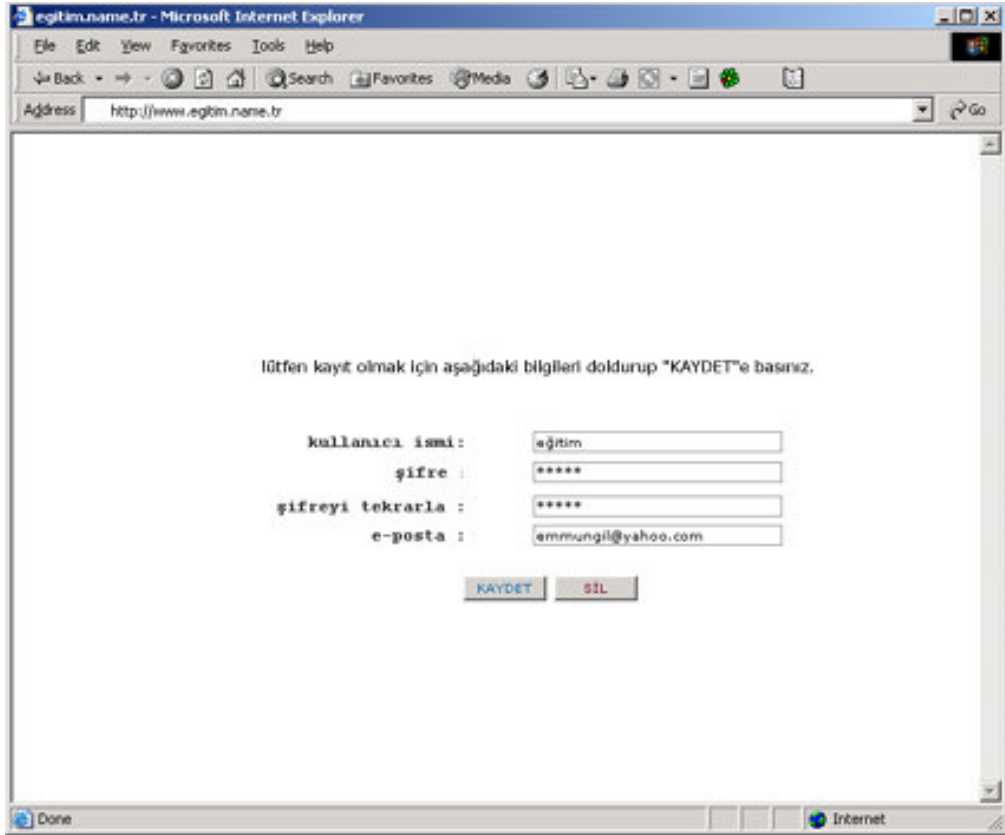 egitim.name.tr - Microsoft Internet Explorer
File Edit View Favorites Tools Help
Back Search Favorites Media
Address http://www.egitim.name.tr Go
lütfen kayıt olmak için aşağıdaki bilgileri doldurup "KAYDET"e basınız.
kullanıcı ismi: eğitim
şifre : *****
şifreyi tekrarla : *****
e-posta : emmungil@yahoo.com
KAYDET SİL
Done Internet